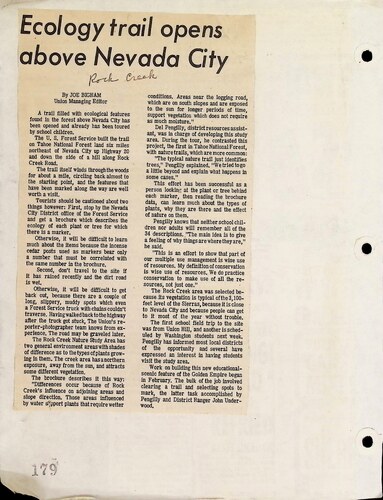 Ecology trail opens
above Nevada City
Rock Creek
By JOE BIGHAM
Union Managing Editor
A trail filled with ecological features
found in the forest above Nevada City has
been opened and already has been toured
by school children.
The U. S. Forest Service built the trail
on Tahoe National Forest land six miles
northeast of Nevada City up Highway 20
and down the side of a hill along Rock
Creek Road.
The trail itself winds through the woods
for about a mile, circling back almost to
the starting point, and the features that
have been marked along the way are well
worth a visit.
Tourists should be cautioned about two
things however: First, stop by the Nevada
City District office of the Forest Service
and get a brochure which describes the
ecology of each plant or tree for which
there is a marker.
Otherwise, it will be difficult to learn
much about the items because the income
cedar posts used as markers bear only
a number that must be correlated with
the same number in the brochure.
Second, don't travel to the site if
it has rained recently and the dirt road
is wet.
Otherwise, it will be difficult to get
back out, because there are a couple of
long, slippery, muddy spots which even
a Forest Service truck with chains couldn't
traverse. Having walked back to the highway
after the truck got stuck, The Union's re-
porter-photographer team knows from ex-
perience. The road may be graveled later.
The Rock Creek Nature Study Area has
two general environmental areas with shades
of difference as to the types of plants grow-
ing in them. The creek area has a northern
exposure, away from the sun, and attracts
some different vegetation.
The brochure describes it this way:
"Differences occur because of Rock
Creek's influence on adjoining areas and
slope direction. Those areas influenced
by water support plants that require wetter
conditions. Areas near the logging road,
which are on south slopes and are exposed
to the sun for longer periods of time,
support vegetation which does not require
as much moisture."
Del Pengilly, district resources assist-
ant, was in charge of developing this study
area. During the tour, he contrasted this
project, the first in Tahoe National Forest,
with nature trails, which are more common.
"The typical nature trail just identifies
trees," Pengilly explained. "We tried to go
a little beyond and explain what happens in
some cases."
This effort has been successful as a
person looking at the plant or tree behind
each marker, then reading the brochure
data, can learn much about the types of
plants, why they are there and the effect
of nature on them.
Pengilly knows that neither school chil-
dren nor adults will remember all of the
34 descriptions. "The main idea is to give
a feeling of why things are where they are,"
he said.
"This is an effort to show that part of
our multiple use management is wise use
of resources. My definition of conservation
is wise use of resources. We do practice
conservation to make use of all the re-
sources, not just one."
The Rock Creek area was selected be-
cause its vegetation is typical of the 3,100-
foot level of the Sierras, because it is close
to Nevada City and because people can get
to it most of the year without trouble.
The first school field trip to the site
was from Union Hill, and another is sched-
uled by Washington students next week.
Pengilly has informed most local districts
of the opportunity and several have
expressed an interest in having students
visit the study area.
Work on building this new educational-
scenic feature of the Golden Empire began
in February. The bulk of the job involved
clearing a trail and selecting spots to
mark, the latter task accomplished by
Pengilly and District Ranger John Under-
wood.
179